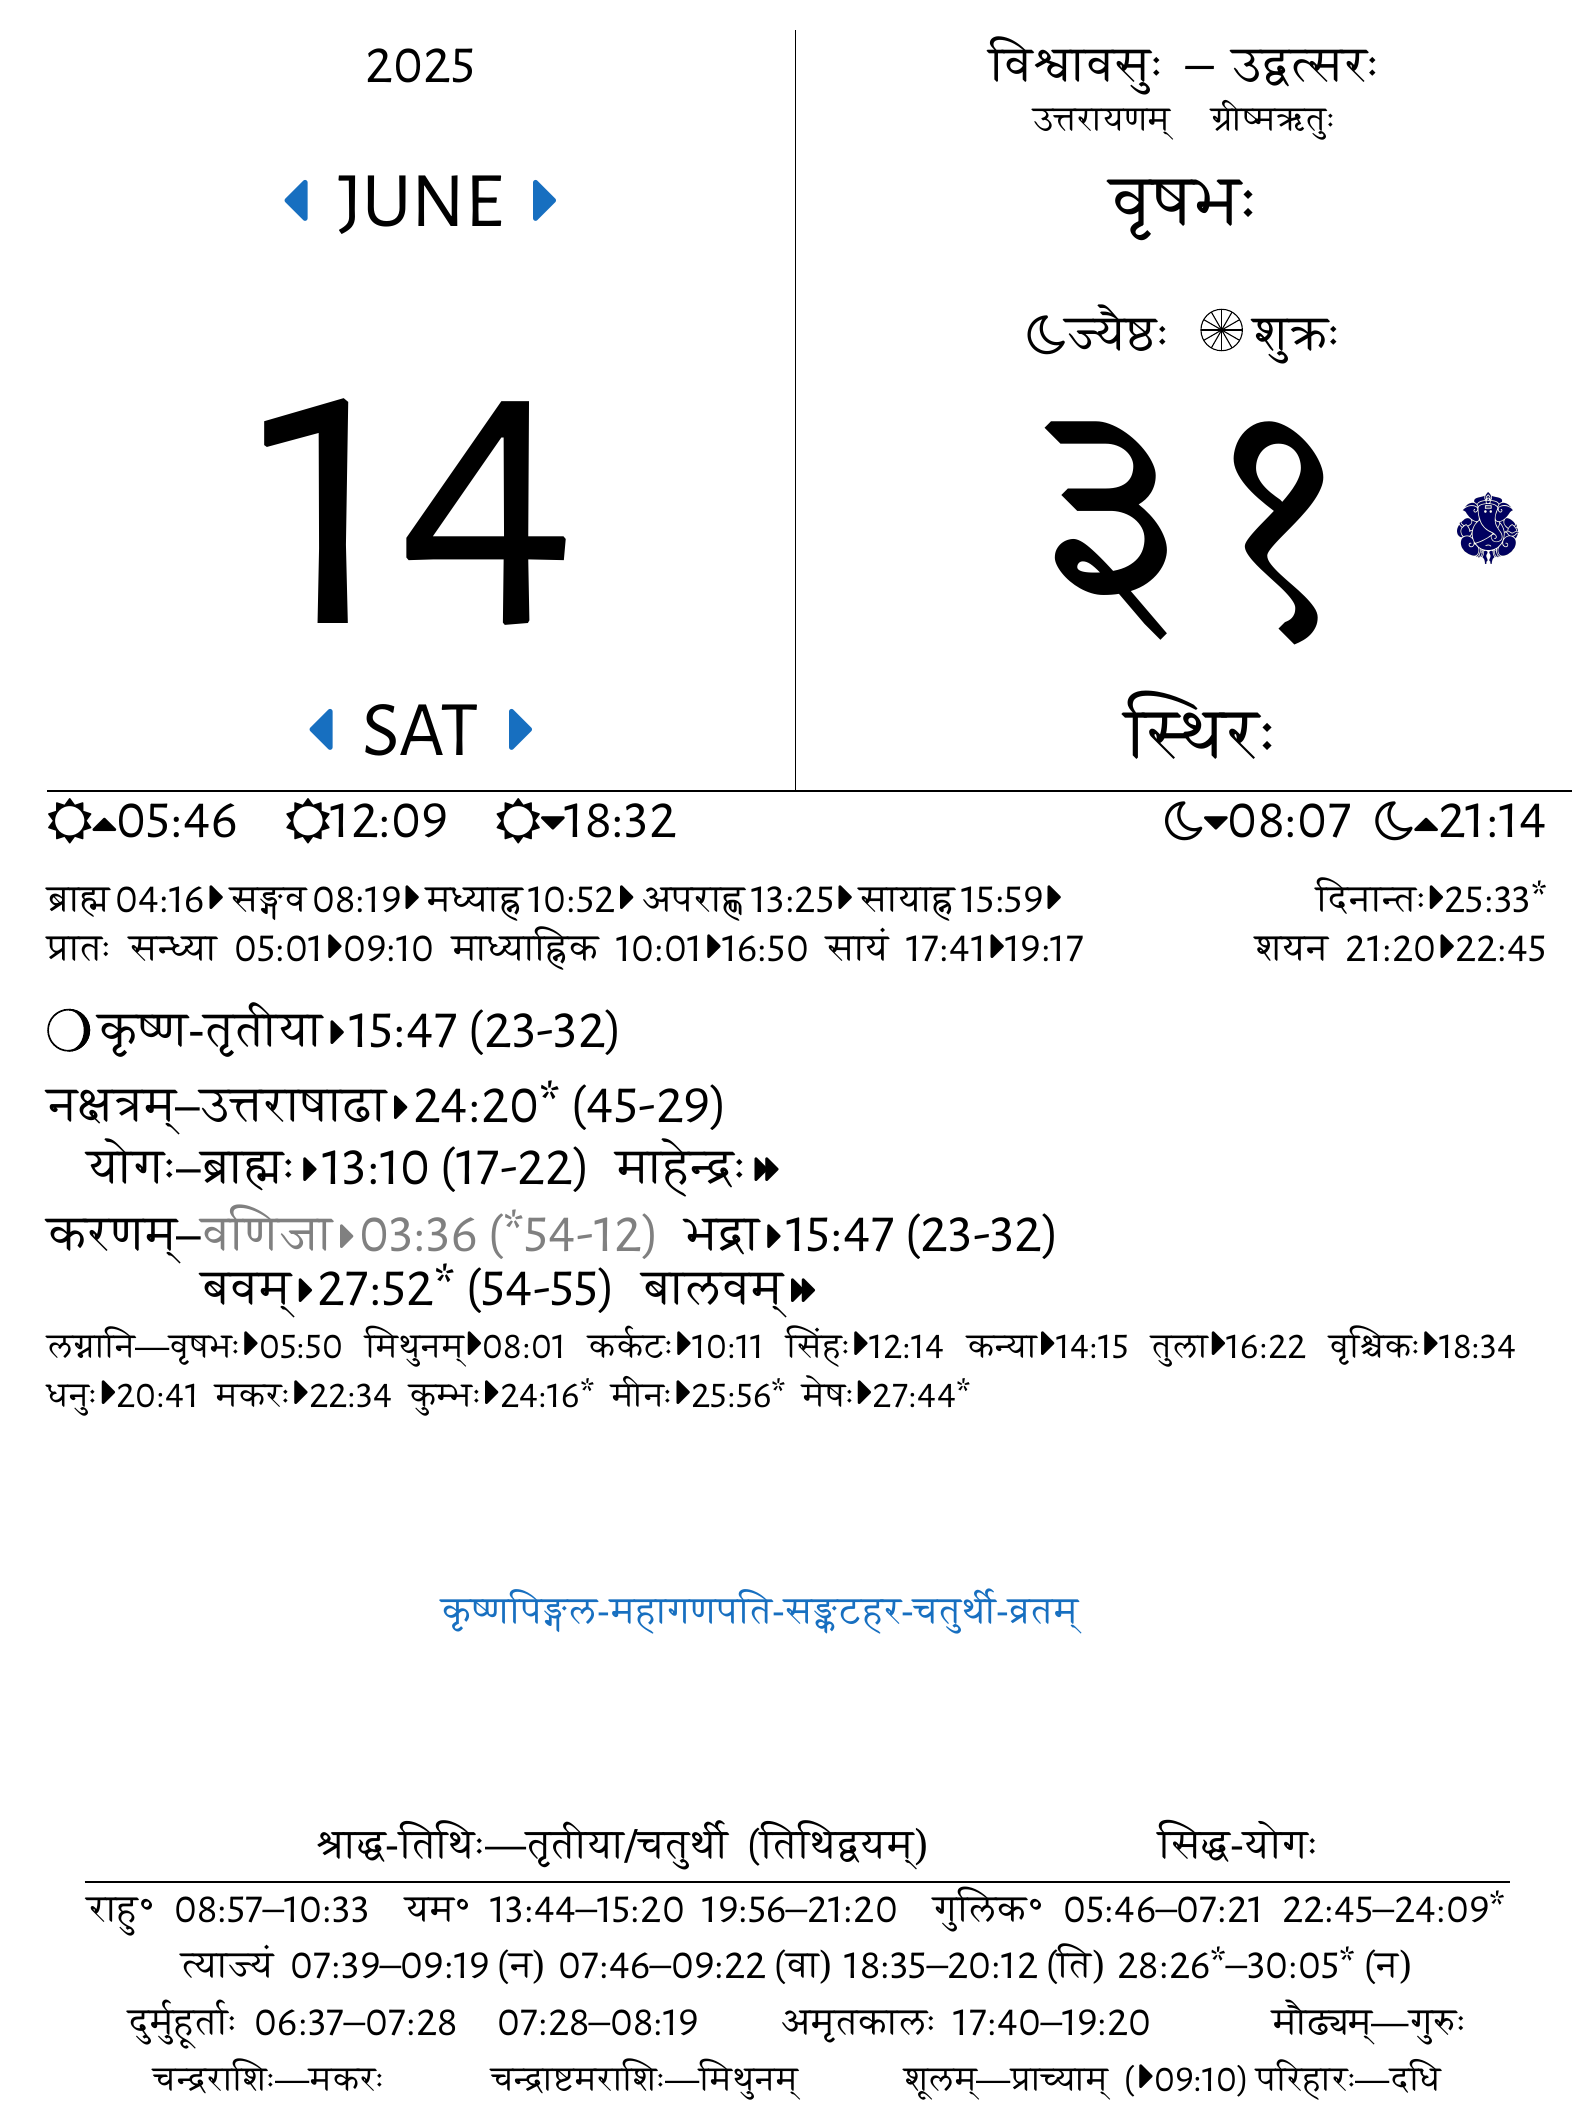 2025
JUNE
14
SAT
विश्वावसुः – उद्वत्सरः
उत्तरायणम् ग्रीष्मऋतुः
वृषभः
ज्यैष्ठः शुक्रः
३१
स्थिरः
05:46 12:09 18:32 08:07 21:14
ब्राह्म 04:16 सङ्गव 08:19 मध्याह्न 10:52 अपराह्ण 13:25 सायाह्न 15:59 दिनान्तः 25:33*
प्रातः सन्ध्या 05:01 09:10 माध्याह्निक 10:01 16:50 सायं 17:41 19:17 शयन 21:20 22:45
कृष्ण-तृतीया 15:47 (23-32)
नक्षत्रम्–उत्तराषाढा 24:20* (45-29)
योगः–ब्राह्मः 13:10 (17-22) माहेन्द्रः
करणम्–वणिजा 03:36 (*54-12) भद्रा 15:47 (23-32)
बवम् 27:52* (54-55) बालवम्
लग्नानि—वृषभः 05:50 मिथुनम् 08:01 कर्कटः 10:11 सिंहः 12:14 कन्या 14:15 तुला 16:22 वृश्चिकः 18:34
धनुः 20:41 मकरः 22:34 कुम्भः 24:16* मीनः 25:56* मेषः 27:44*
कृष्णपिङ्गल-महागणपति-सङ्कटहर-चतुर्थी-व्रतम्
श्राद्ध-तिथिः—तृतीया/चतुर्थी (तिथिद्वयम्) सिद्ध-योगः
राहु॰ 08:57–10:33 यम॰ 13:44–15:20 19:56–21:20 गुलिक॰ 05:46–07:21 22:45–24:09*
त्याज्यं 07:39–09:19 (न) 07:46–09:22 (वा) 18:35–20:12 (ति) 28:26*–30:05* (न)
दुर्मुहूर्ताः 06:37–07:28 07:28–08:19 अमृतकालः 17:40–19:20 मौढ्यम्—गुरुः
चन्द्रराशिः—मकरः चन्द्राष्टमराशिः—मिथुनम् शूलम्—प्राच्याम् (09:10) परिहारः—दधि